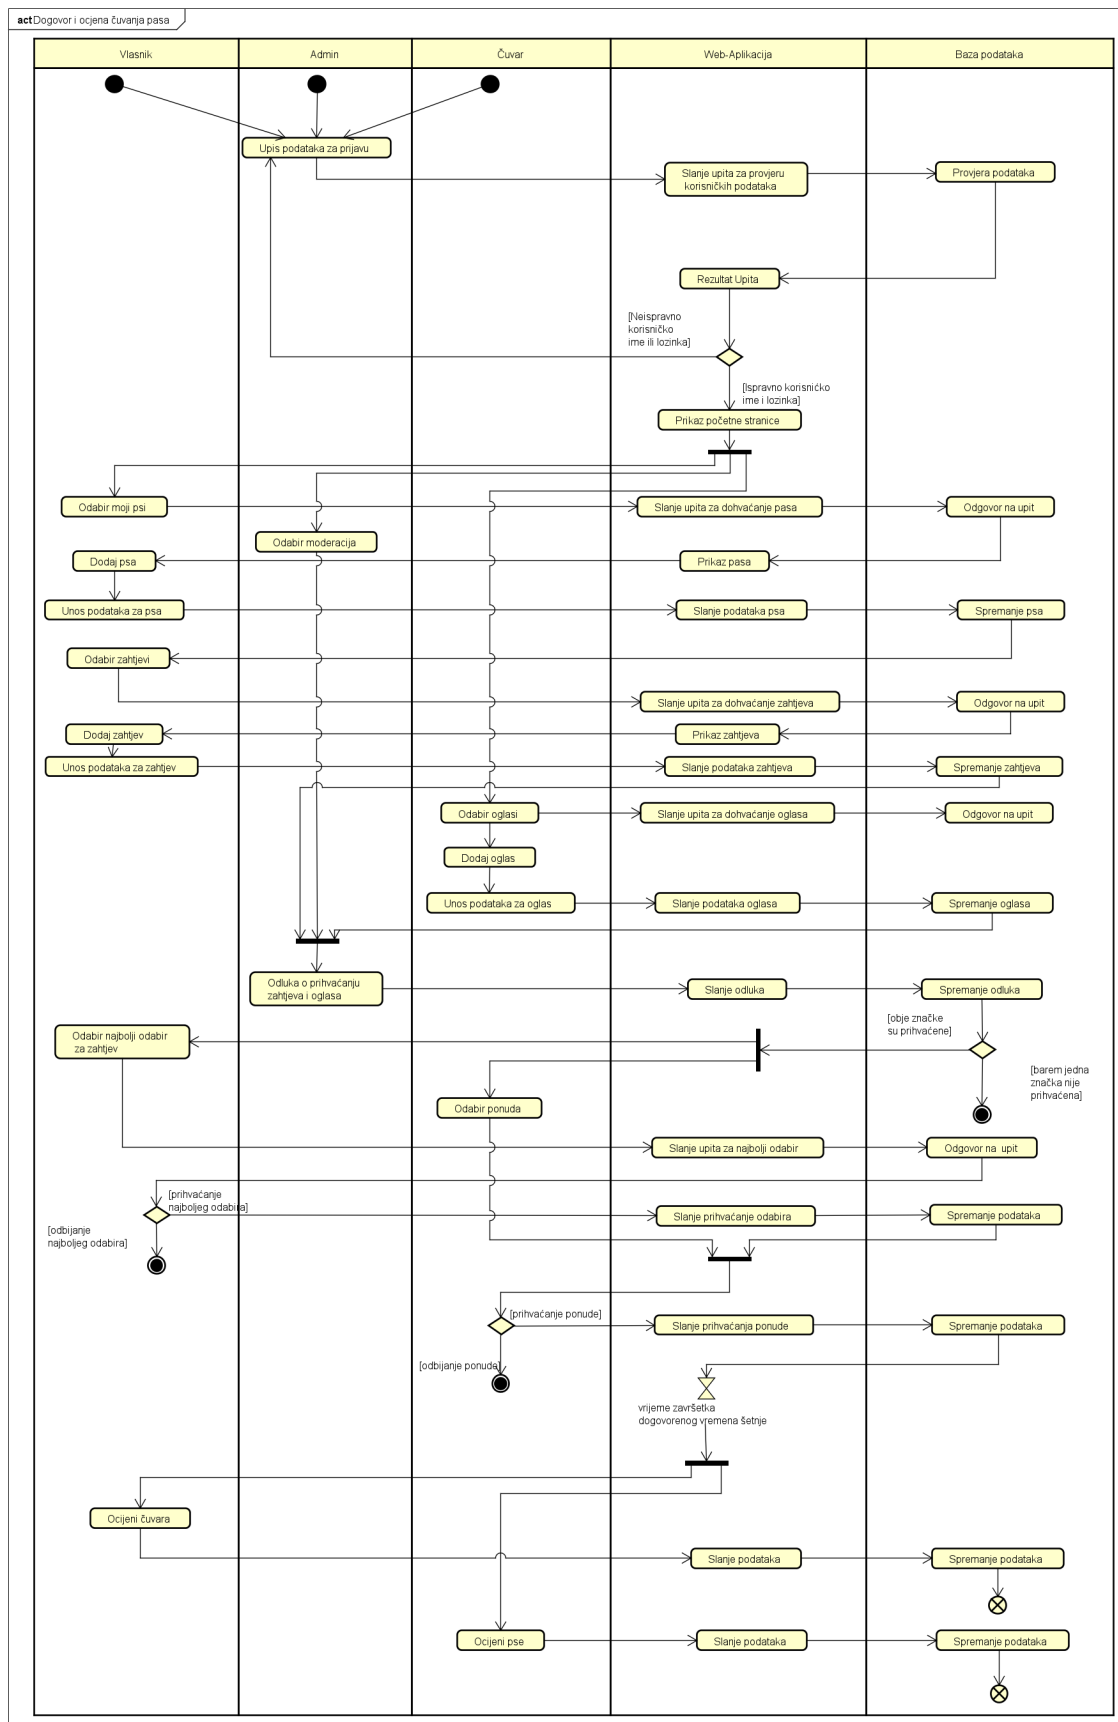 act Dogovor i ocjena čuvanja pasa
Vlasnik
Admin
Čuvar
Web-Aplikacija
Baza podataka
Upis podataka za prijavu
Slanje upita za provjeru
korisničkih podataka
Provjera podataka
Rezultat Upita
[Neispravno
korisničko
ime ili lozinka]
[Ispravno korisnićko
ime i lozinka]
Prikaz početne stranice
Odabir moji psi
Slanje upita za dohvaćanje pasa
Odgovor na upit
Odabir moderacija
Dodaj psa
Prikaz pasa
Unos podataka za psa
Slanje podataka psa
Spremanje psa
Odabir zahtjevi
Slanje upita za dohvaćanje zahtjeva
Odgovor na upit
Dodaj zahtjev
Prikaz zahtjeva
Unos podataka za zahtjev
Slanje podataka zahtjeva
Spremanje zahtjeva
Odabir oglasi
Slanje upita za dohvaćanje oglasa
Odgovor na upit
Dodaj oglas
Unos podataka za oglas
Slanje podataka oglasa
Spremanje oglasa
Odluka o prihvaćanju
zahtjeva i oglasa
Slanje odluka
Spremanje odluka
[obje značke
su prihvaćene]
Odabir najbolji odabir
za zahtjev
[barem jedna
značka nije
prihvaćena]
Odabir ponuda
Slanje upita za najbolji odabir
Odgovor na upit
[prihvaćanje
najboljeg odabira]
[odbijanje
najboljeg odabira]
Slanje prihvaćanje odabira
Spremanje podataka
[prihvaćanje ponude]
Slanje prihvaćanja ponude
Spremanje podataka
[odbijanje ponude]
vrijeme završetka
dogovorenog vremena šetnje
Ocijeni čuvara
Slanje podataka
Spremanje podataka
Ocijeni pse
Slanje podataka
Spremanje podataka